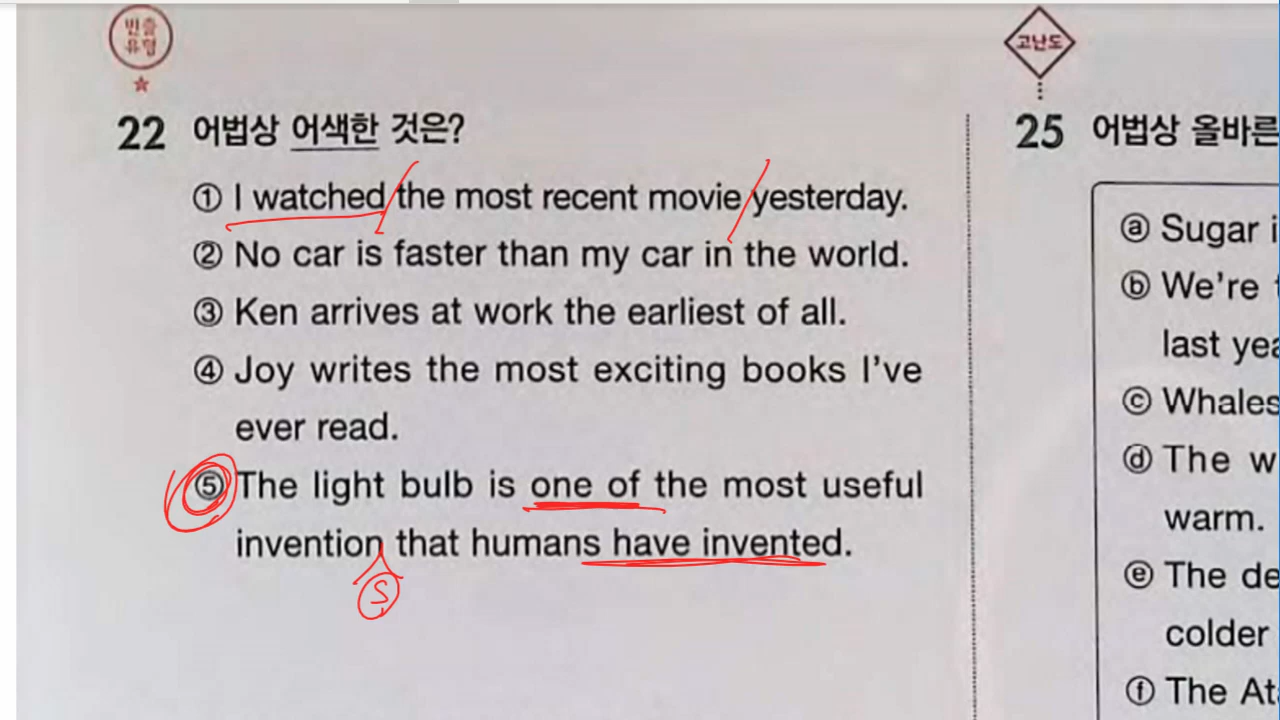 빈출
유형
고난도
22 어법상 어색한 것은?
① I watched the most recent movie yesterday.
② No car is faster than my car in the world.
③ Ken arrives at work the earliest of all.
④ Joy writes the most exciting books I've
ever read.
⑤ The light bulb is one of the most useful
invention that humans have invented.
S
25 어법상 올바른
ⓐ Sugar i
ⓑ We're
last yea
ⓒ Whales
ⓓ The w
warm.
ⓔ The de
colder
ⓕ The At